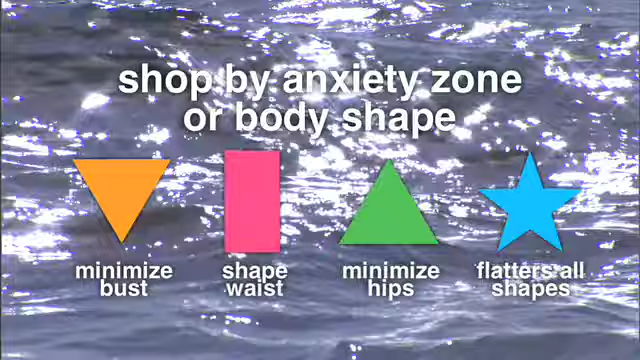 shop by anxiety zone
or body shape
minimize
bust
shape
waist
minimize
hips
flatters all
shapes